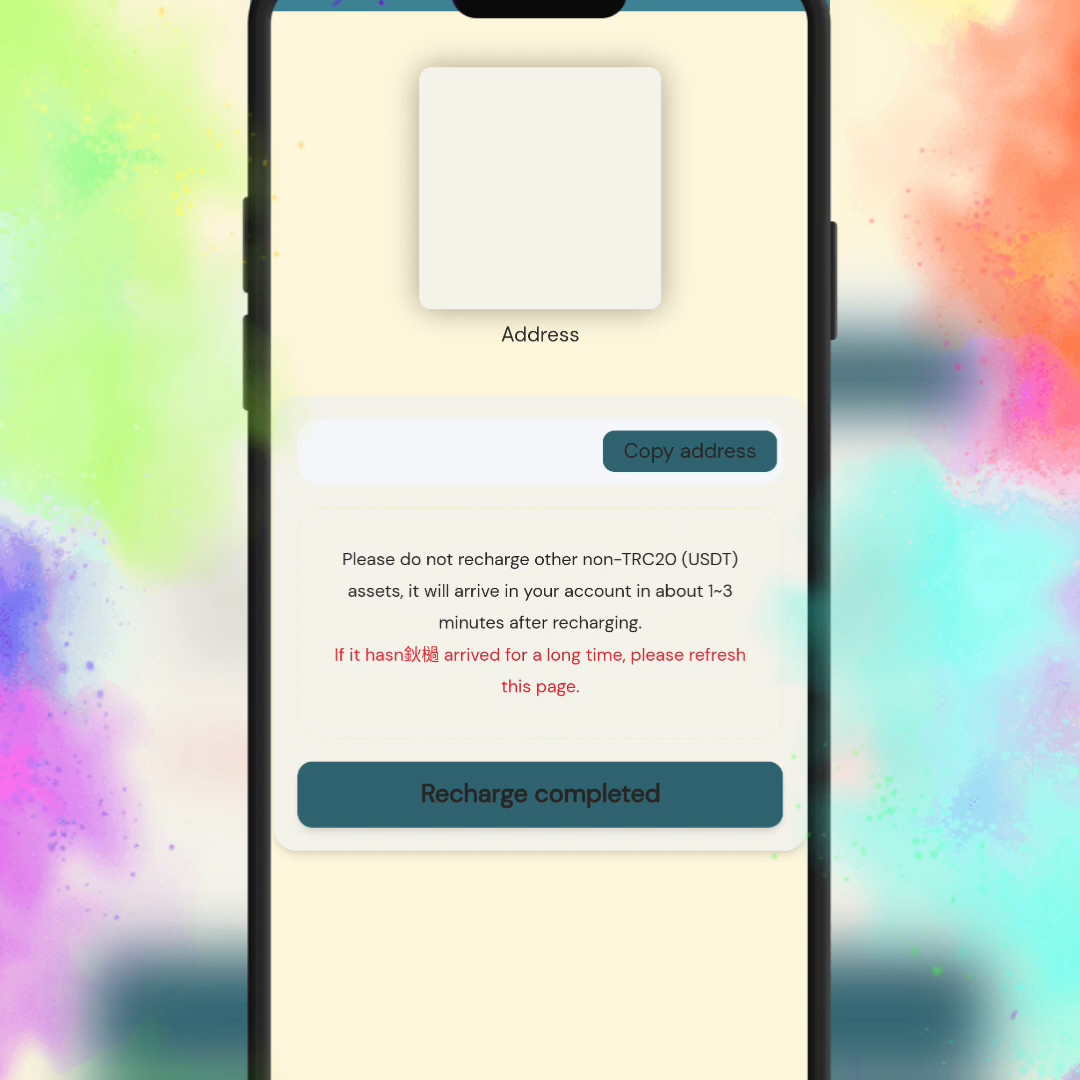 Address
Copy address
Please do not recharge other non-TRC20 (USDT)
assets, it will arrive in your account in about 1~3
minutes after recharging.
If it hasn鈥檛 arrived for a long time, please refresh
this page.
Recharge completed